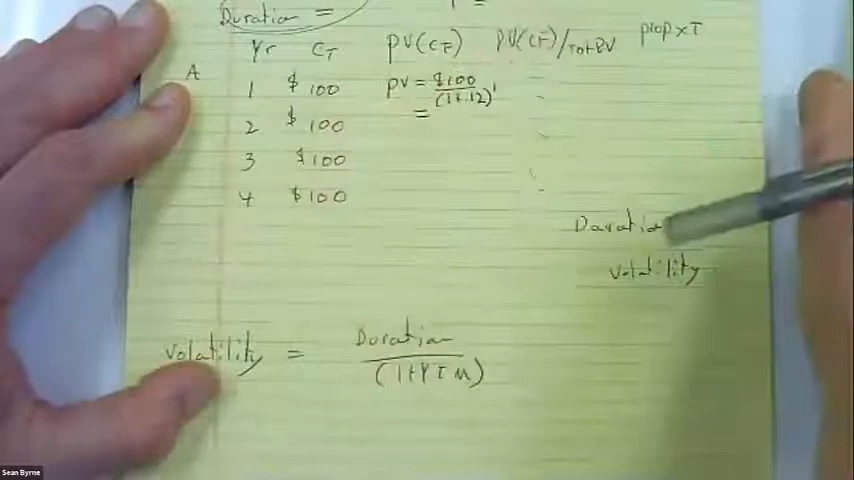 Duration =
Yr CT PV(CT) PV(CT)/TotPV propxT
A
1 $100 PV = $100
(1+.12)¹
2 $100 =
3 $100
4 $100
Duration
Volatility
Volatility = Duration
(1+YTM)
Sean Byrne